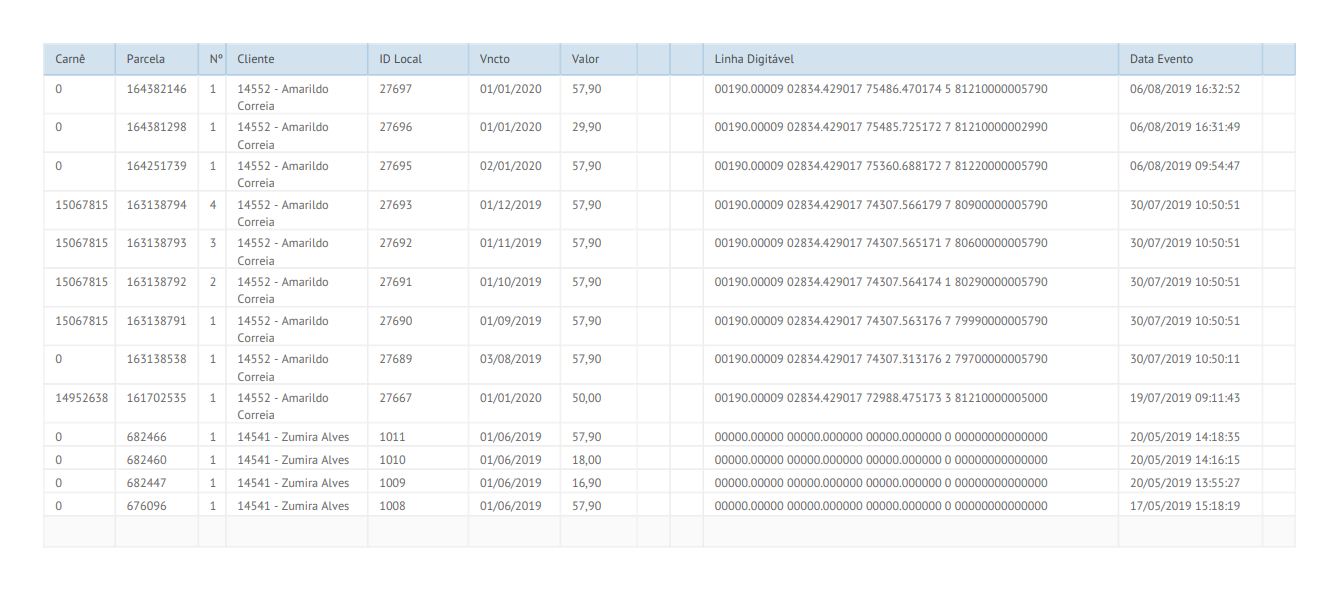 Carnê Parcela Nº Cliente ID Local Vncto Valor Linha Digitável Data Evento
0 164382146 1 14552 - Amarildo Correia 27697 01/01/2020 57,90 00190.00009 02834.429017 75486.470174 5 81210000005790 06/08/2019 16:32:52
0 164381298 1 14552 - Amarildo Correia 27696 01/01/2020 29,90 00190.00009 02834.429017 75485.725172 7 81210000002990 06/08/2019 16:31:49
0 164251739 1 14552 - Amarildo Correia 27695 02/01/2020 57,90 00190.00009 02834.429017 75360.688172 7 81220000005790 06/08/2019 09:54:47
15067815 163138794 4 14552 - Amarildo Correia 27693 01/12/2019 57,90 00190.00009 02834.429017 74307.566179 7 80900000005790 30/07/2019 10:50:51
15067815 163138793 3 14552 - Amarildo Correia 27692 01/11/2019 57,90 00190.00009 02834.429017 74307.565171 7 80600000005790 30/07/2019 10:50:51
15067815 163138792 2 14552 - Amarildo Correia 27691 01/10/2019 57,90 00190.00009 02834.429017 74307.564174 1 80290000005790 30/07/2019 10:50:51
15067815 163138791 1 14552 - Amarildo Correia 27690 01/09/2019 57,90 00190.00009 02834.429017 74307.563176 7 79990000005790 30/07/2019 10:50:51
0 163138538 1 14552 - Amarildo Correia 27689 03/08/2019 57,90 00190.00009 02834.429017 74307.313176 2 79700000005790 30/07/2019 10:50:11
14952638 161702535 1 14552 - Amarildo Correia 27667 01/01/2020 50,00 00190.00009 02834.429017 72988.475173 3 81210000005000 19/07/2019 09:11:43
0 682466 1 14541 - Zumira Alves 1011 01/06/2019 57,90 00000.00000 00000.000000 00000.000000 0 00000000000000 20/05/2019 14:18:35
0 682460 1 14541 - Zumira Alves 1010 01/06/2019 18,00 00000.00000 00000.000000 00000.000000 0 00000000000000 20/05/2019 14:16:15
0 682447 1 14541 - Zumira Alves 1009 01/06/2019 16,90 00000.00000 00000.000000 00000.000000 0 00000000000000 20/05/2019 13:55:27
0 676096 1 14541 - Zumira Alves 1008 01/06/2019 57,90 00000.00000 00000.000000 00000.000000 0 00000000000000 17/05/2019 15:18:19